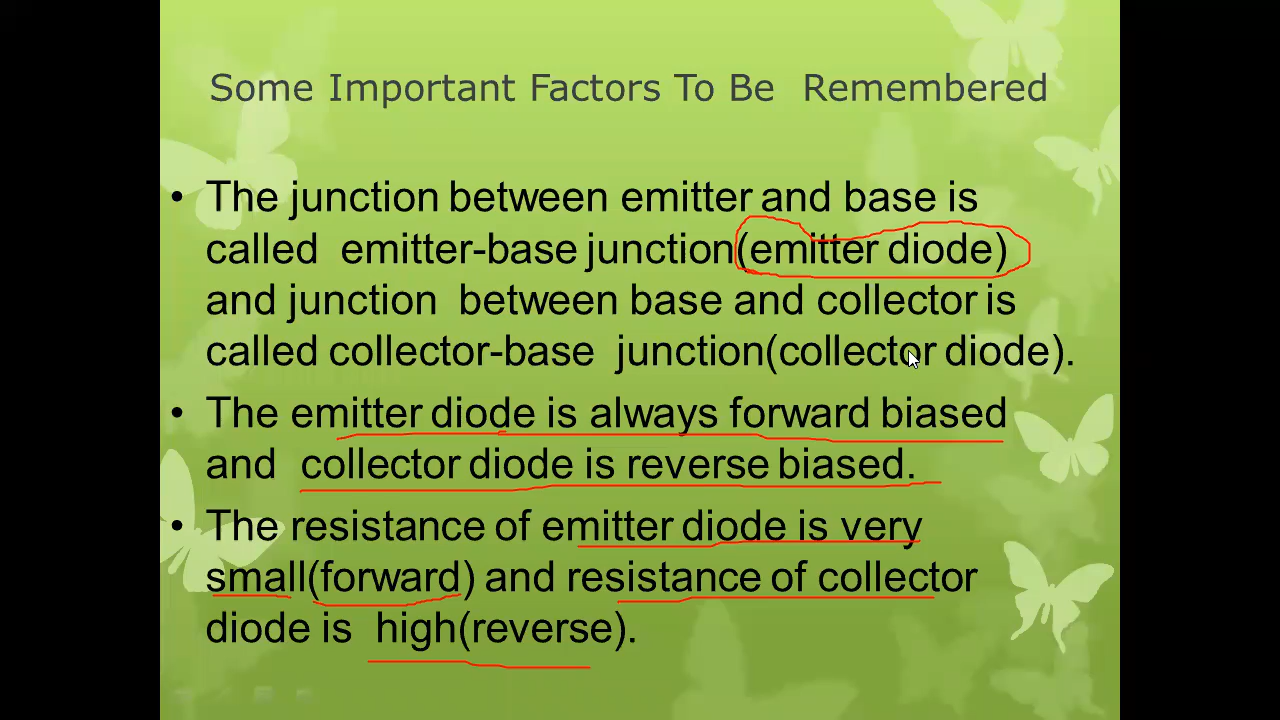 Some Important Factors To Be Remembered
• The junction between emitter and base is
called emitter-base junction(emitter diode)
and junction between base and collector is
called collector-base junction(collector diode).
• The emitter diode is always forward biased
and collector diode is reverse biased.
• The resistance of emitter diode is very
small(forward) and resistance of collector
diode is high(reverse).